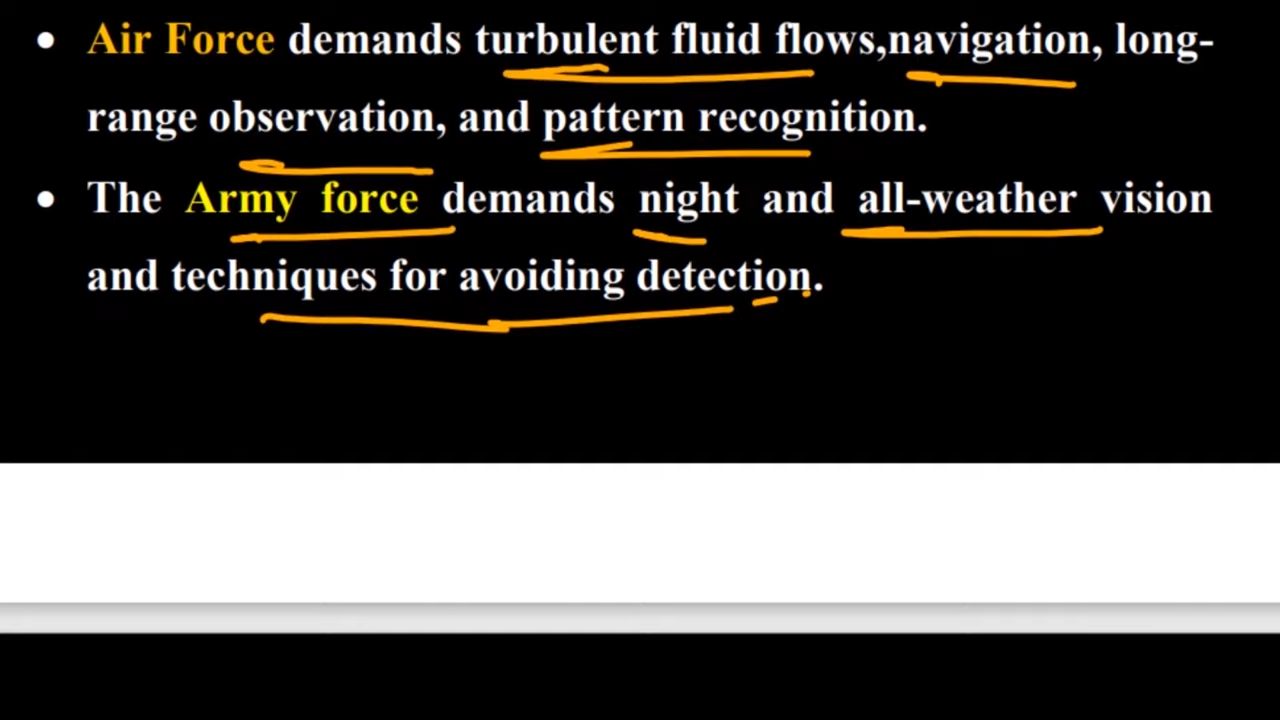 • Air Force demands turbulent fluid flows,navigation, long-
range observation, and pattern recognition.
• The Army force demands night and all-weather vision
and techniques for avoiding detection.